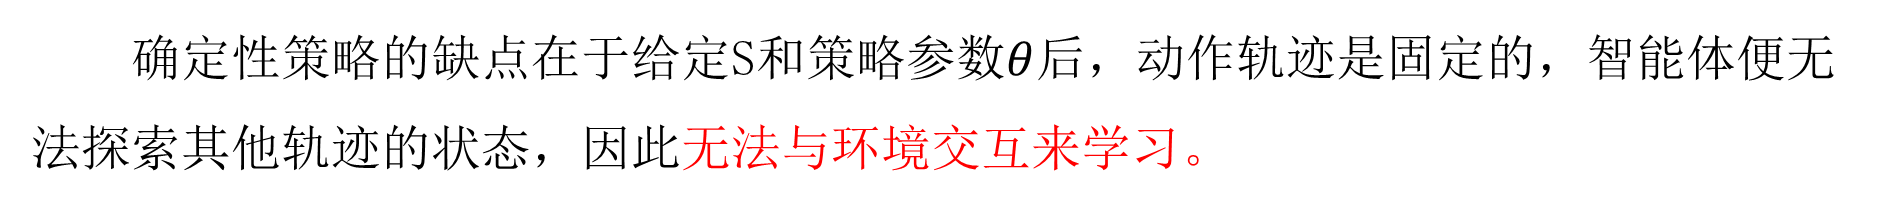 确定性策略的缺点在于给定S和策略参数θ后，动作轨迹是固定的，智能体便无
法探索其他轨迹的状态，因此无法与环境交互来学习。